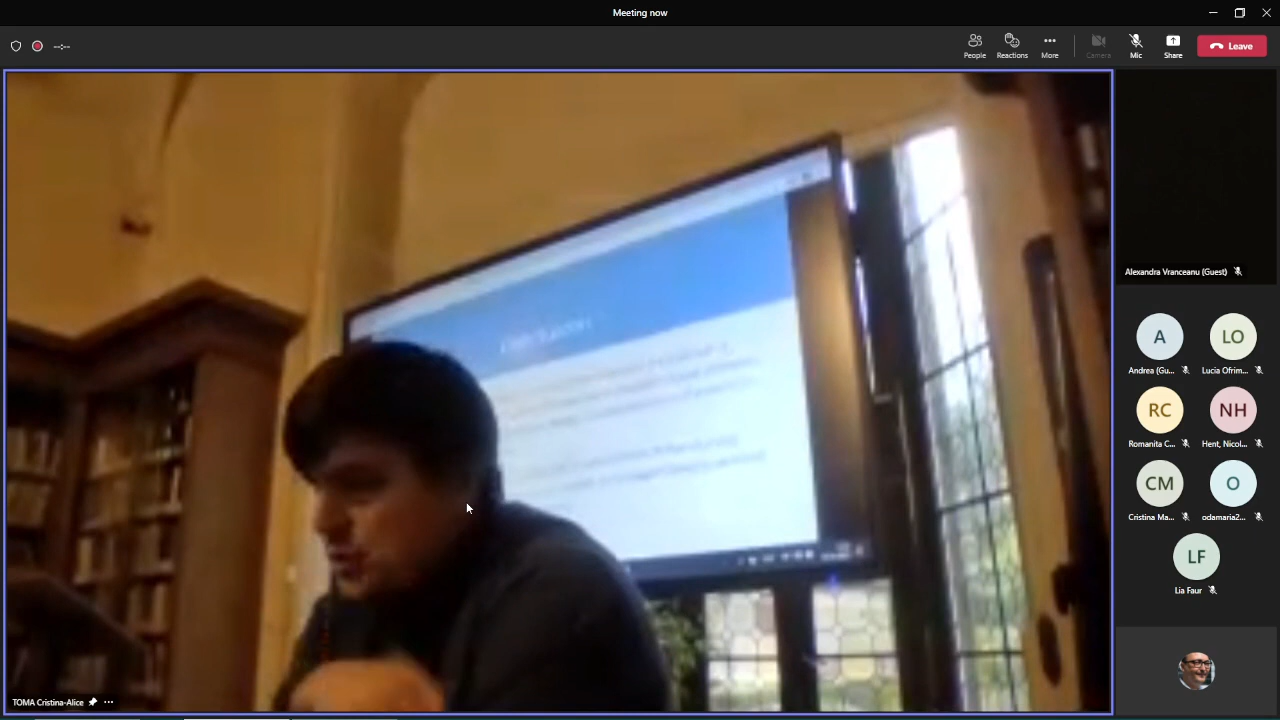 Meeting now
--:--
People
Reactions
More
Camera
Mic
Share
Leave
Alexandra Vranceanu (Guest)
A
LO
Andrea (Gu...
Lucia Ofrim...
RC
NH
Romanita C...
Hent, Nicol...
CM
O
Cristina Ma...
odamaria2...
LF
Lia Faur
TOMA Cristina-Alice